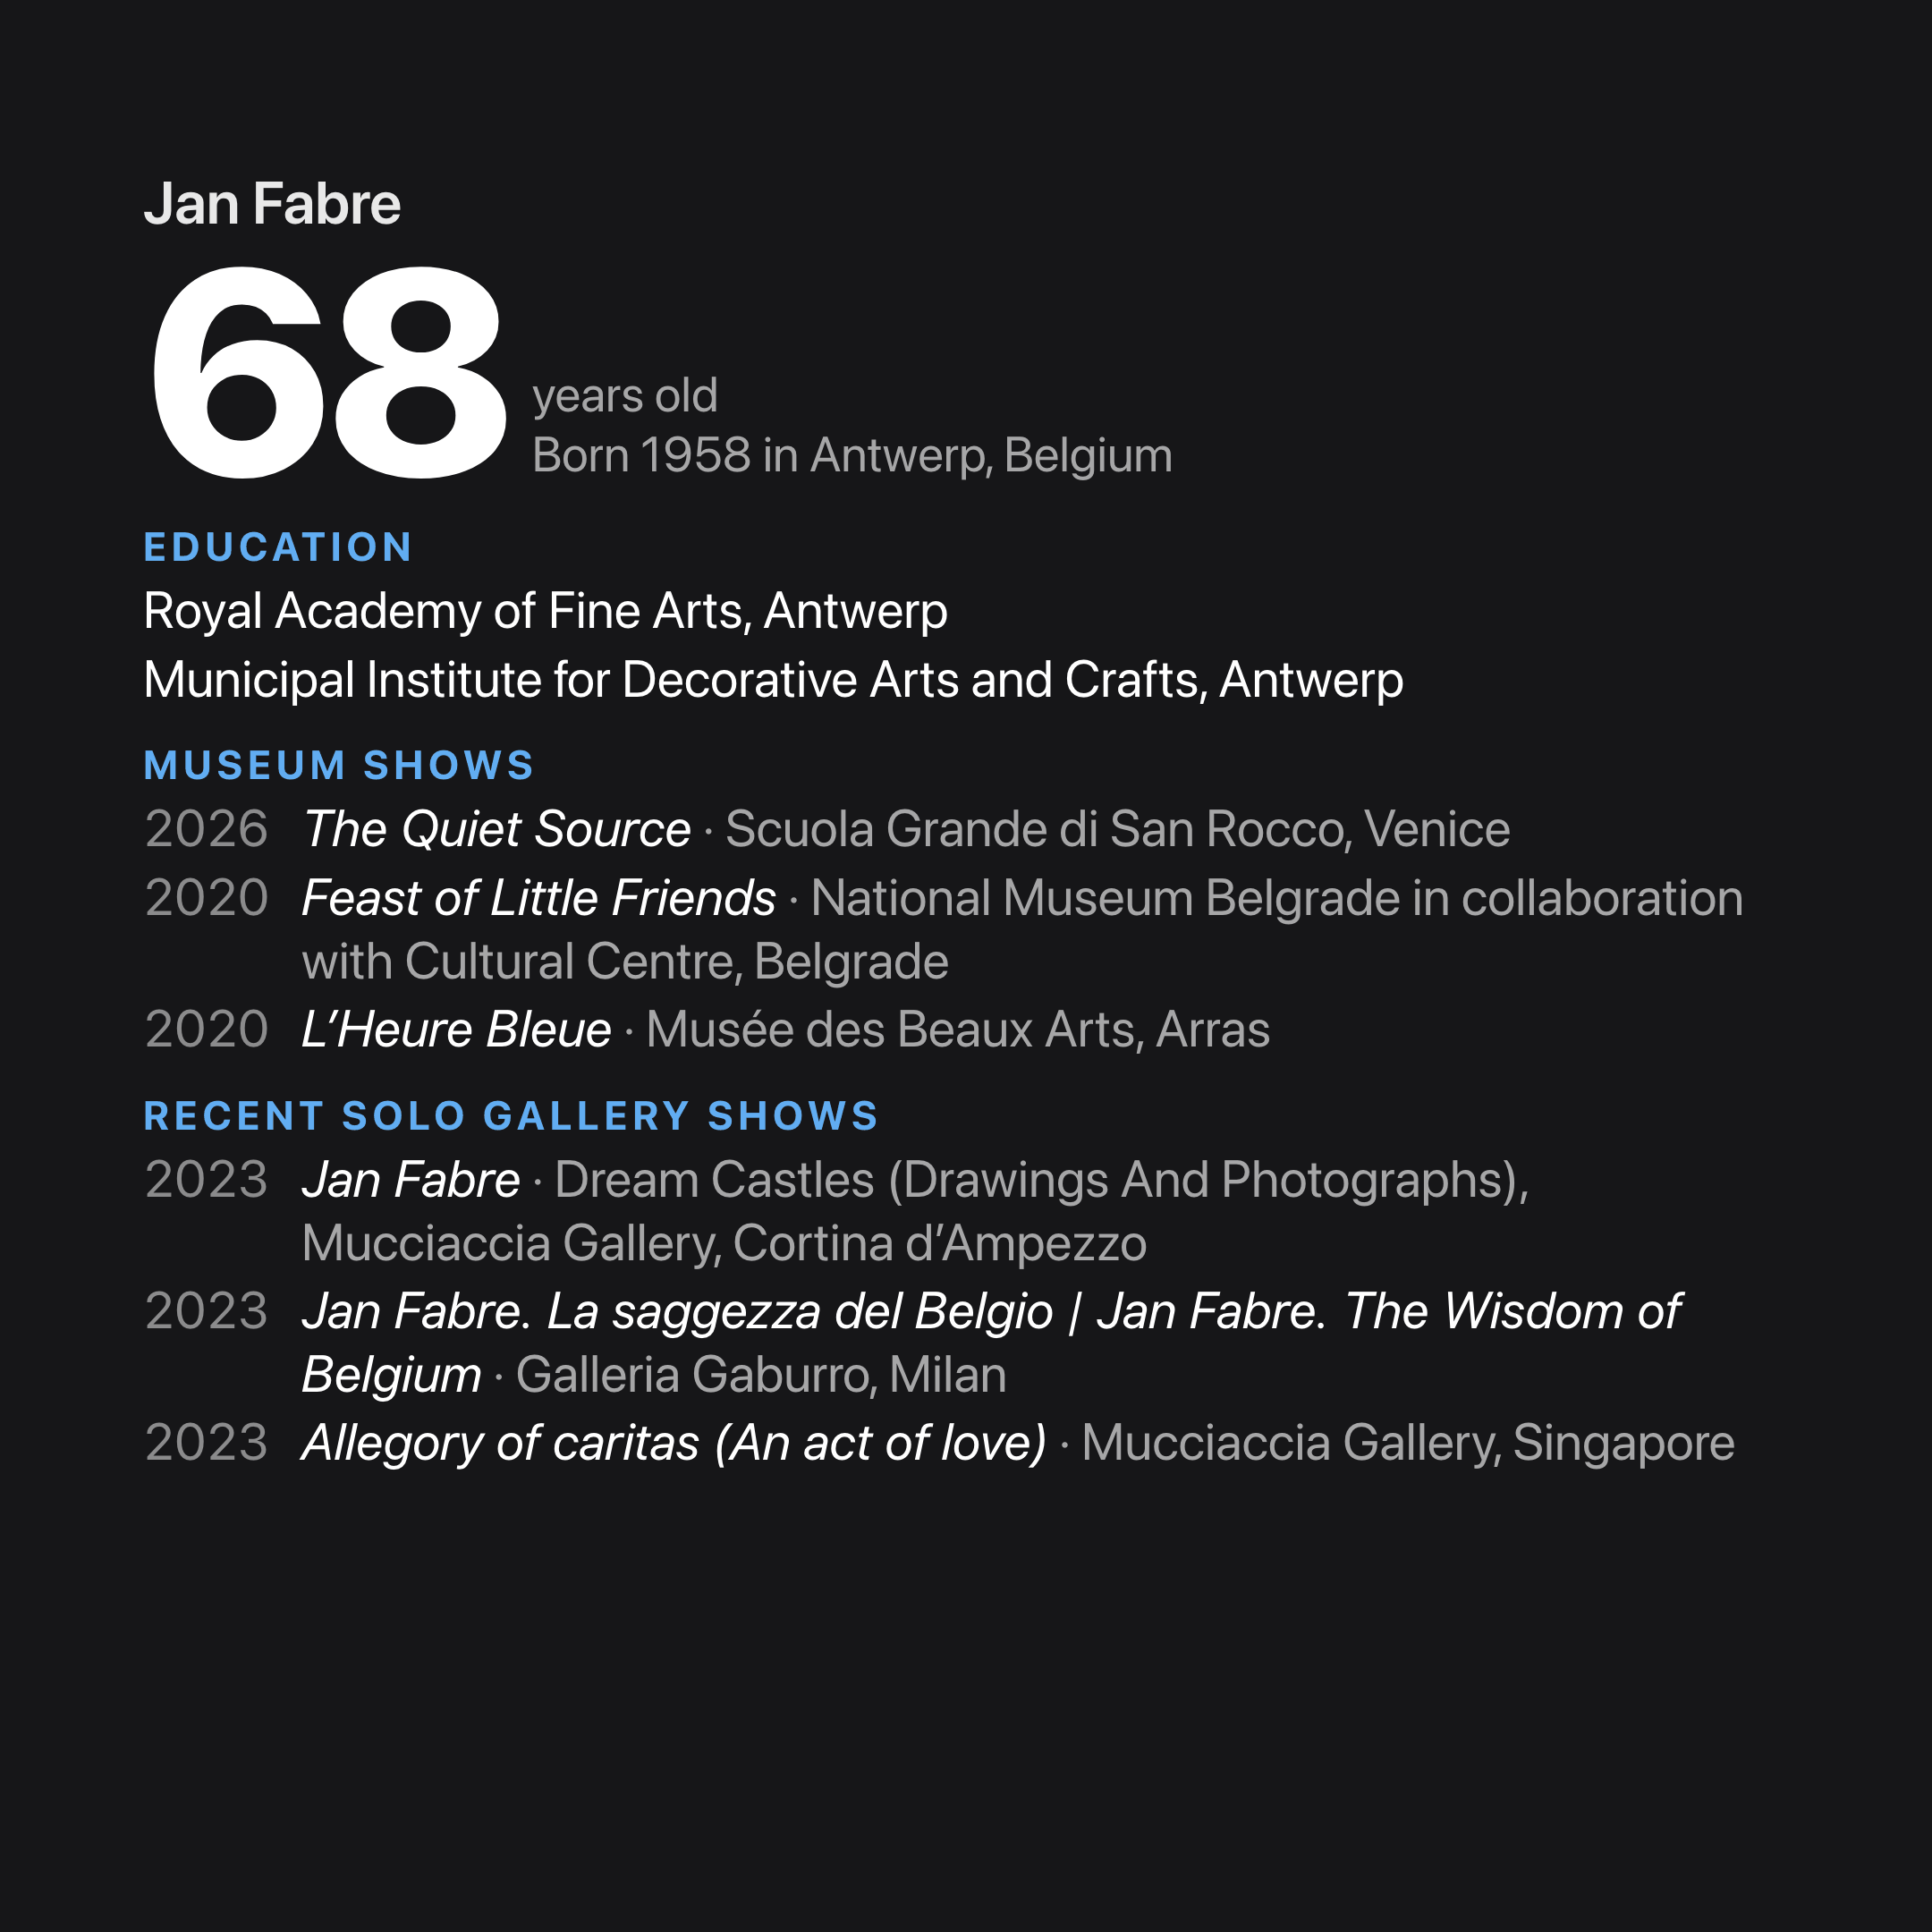 Jan Fabre
68
years old
Born 1958 in Antwerp, Belgium
EDUCATION
Royal Academy of Fine Arts, Antwerp
Municipal Institute for Decorative Arts and Crafts, Antwerp
MUSEUM SHOWS
2026 The Quiet Source · Scuola Grande di San Rocco, Venice
2020 Feast of Little Friends · National Museum Belgrade in collaboration
with Cultural Centre, Belgrade
2020 L’Heure Bleue · Musée des Beaux Arts, Arras
RECENT SOLO GALLERY SHOWS
2023 Jan Fabre · Dream Castles (Drawings And Photographs),
Mucciaccia Gallery, Cortina d’Ampezzo
2023 Jan Fabre. La saggezza del Belgio | Jan Fabre. The Wisdom of
Belgium · Galleria Gaburro, Milan
2023 Allegory of caritas (An act of love) · Mucciaccia Gallery, Singapore